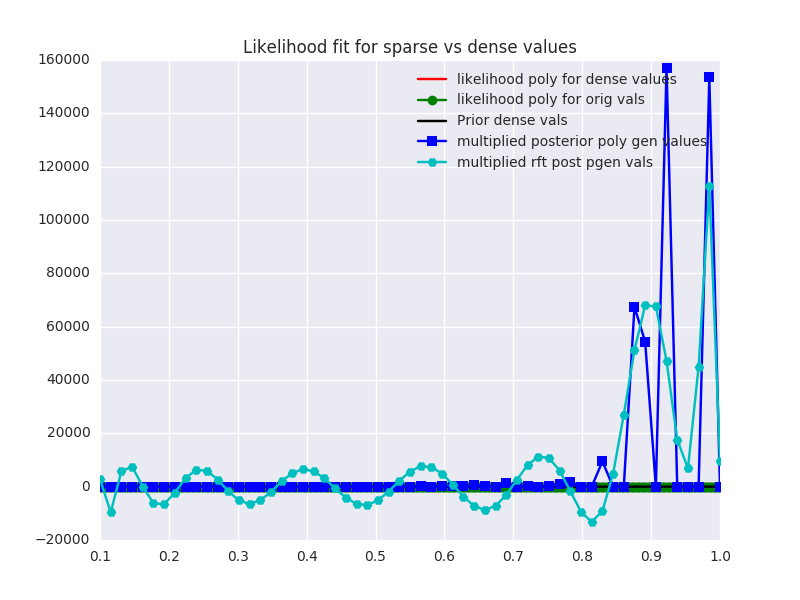 Likelihood fit for sparse vs dense values
160000
140000
120000
100000
80000
60000
40000
20000
0
−20000
likelihood poly for dense values
likelihood poly for orig vals
Prior dense vals
multiplied posterior poly gen values
multiplied rft post pgen vals
0.1 0.2 0.3 0.4 0.5 0.6 0.7 0.8 0.9 1.0